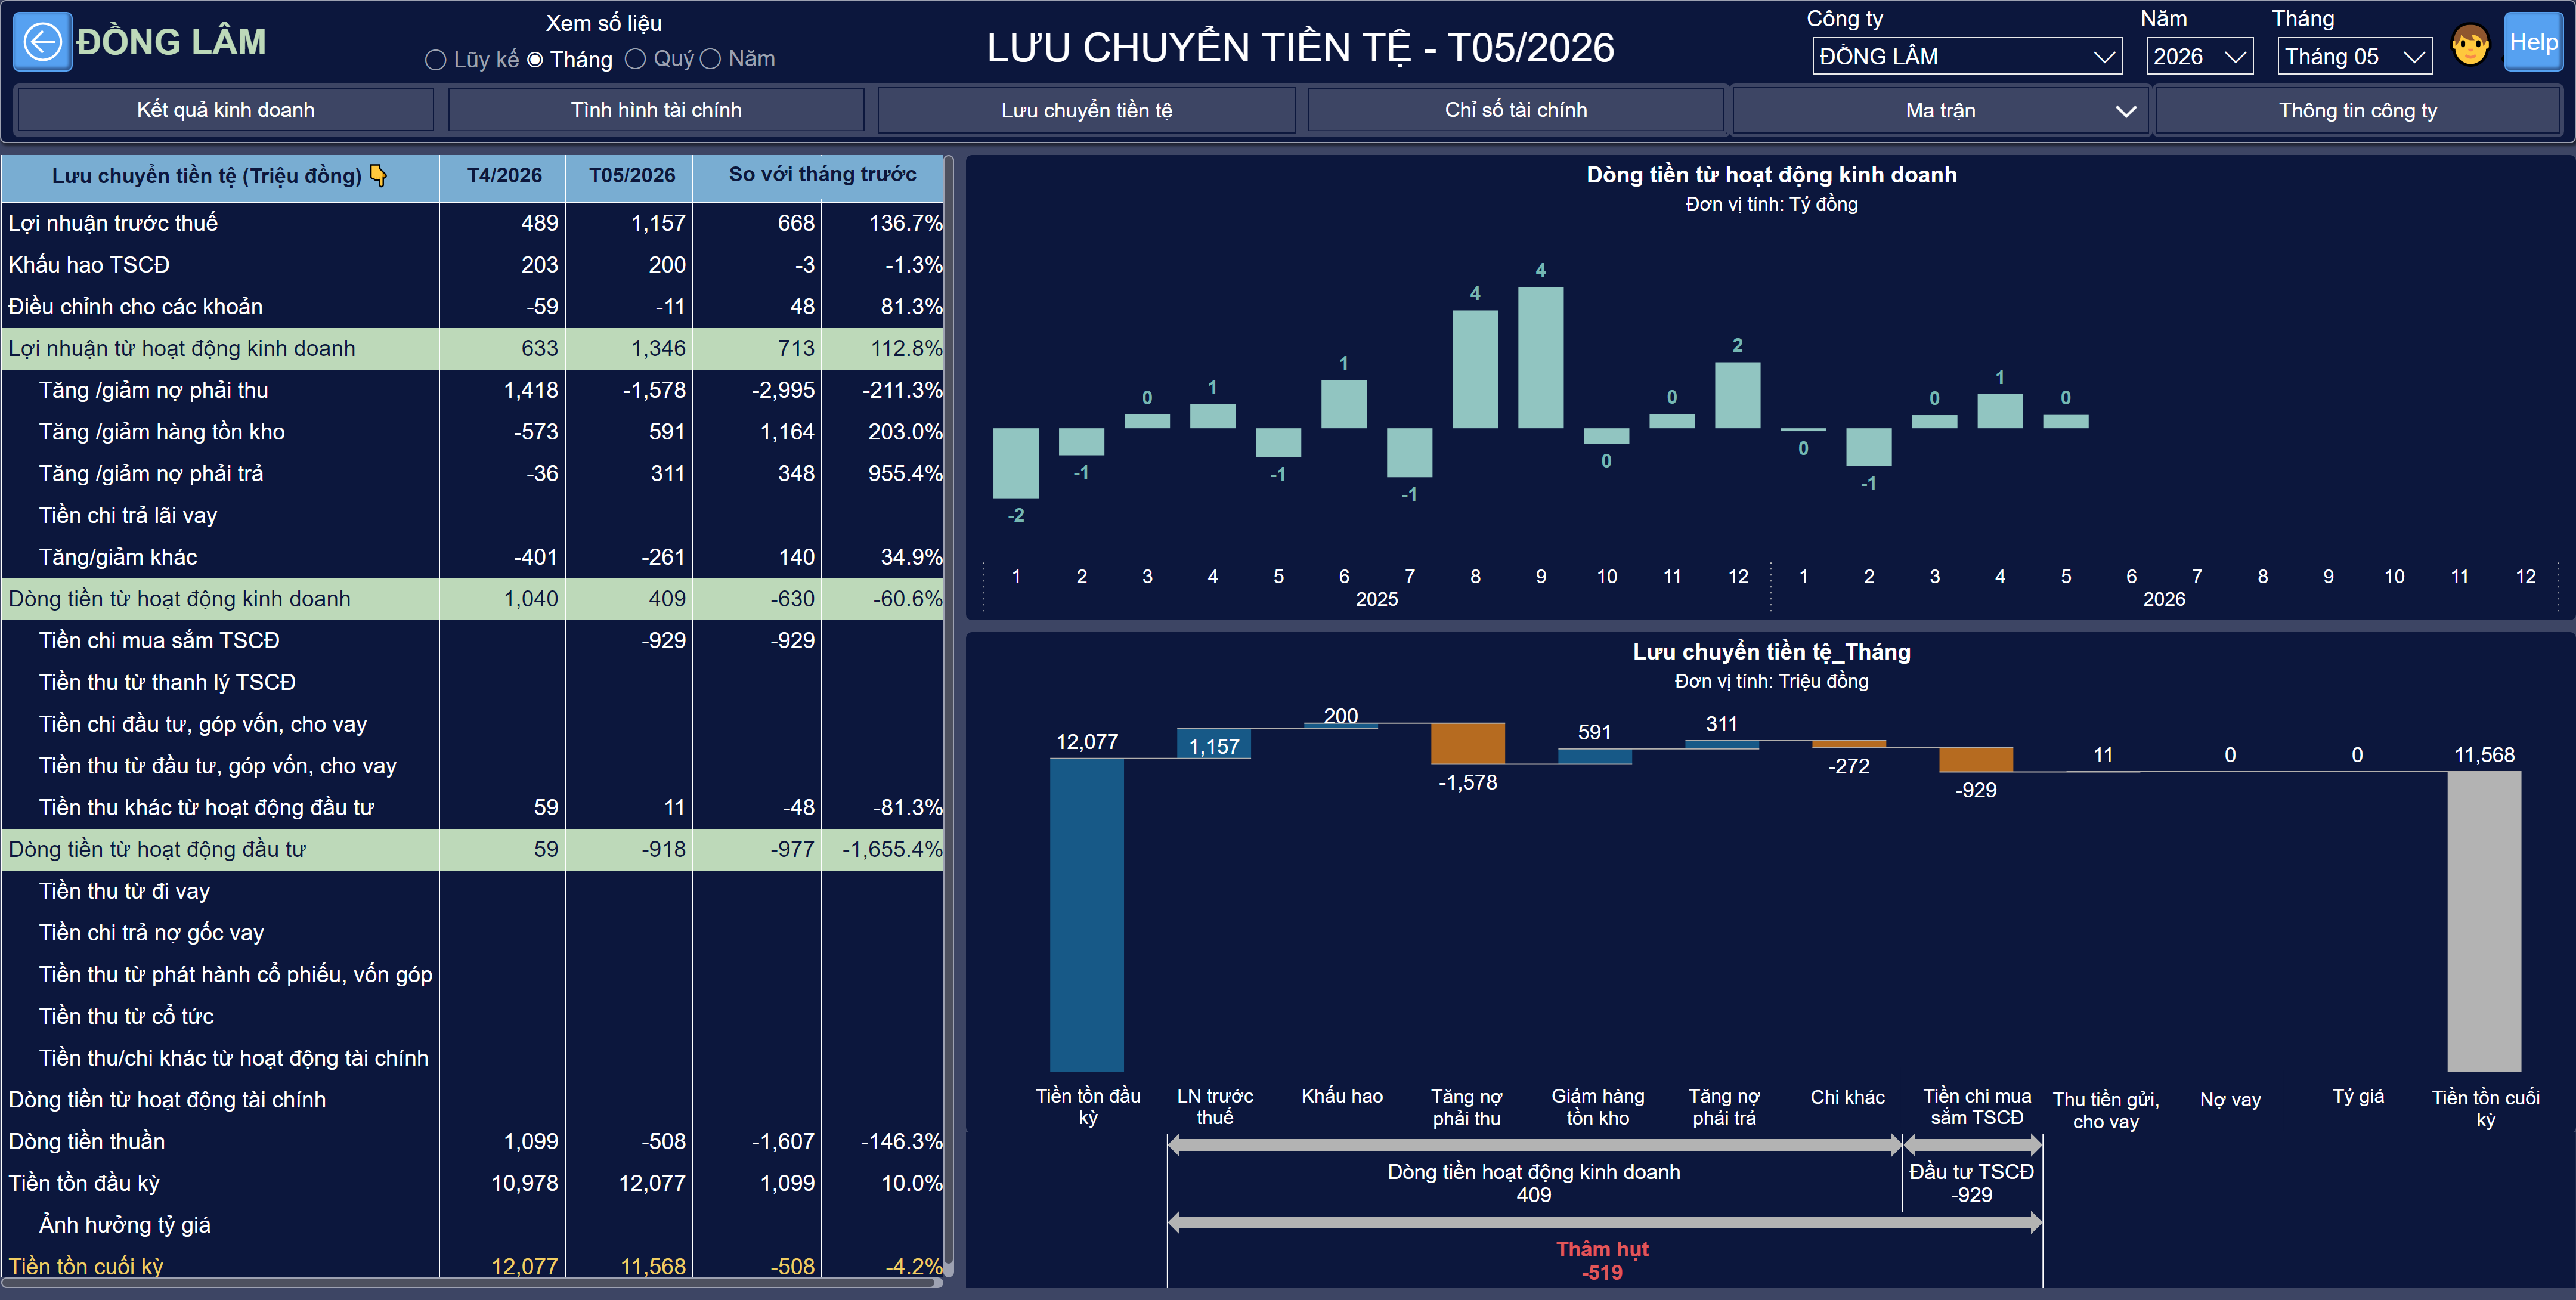 ĐỒNG LÂM
Xem số liệu
Lũy kế Tháng Quý Năm
LƯU CHUYỂN TIỀN TỆ - T05/2026
Công ty Năm Tháng
ĐỒNG LÂM 2026 Tháng 05
Help
Kết quả kinh doanh Tình hình tài chính Lưu chuyển tiền tệ Chỉ số tài chính Ma trận Thông tin công ty
Lưu chuyển tiền tệ (Triệu đồng) T4/2026 T05/2026 So với tháng trước
Lợi nhuận trước thuế 489 1,157 668 136.7%
Khấu hao TSCĐ 203 200 -3 -1.3%
Điều chỉnh cho các khoản -59 -11 48 81.3%
Lợi nhuận từ hoạt động kinh doanh 633 1,346 713 112.8%
Tăng /giảm nợ phải thu 1,418 -1,578 -2,995 -211.3%
Tăng /giảm hàng tồn kho -573 591 1,164 203.0%
Tăng /giảm nợ phải trả -36 311 348 955.4%
Tiền chi trả lãi vay
Tăng/giảm khác -401 -261 140 34.9%
Dòng tiền từ hoạt động kinh doanh 1,040 409 -630 -60.6%
Tiền chi mua sắm TSCĐ -929 -929
Tiền thu từ thanh lý TSCĐ
Tiền chi đầu tư, góp vốn, cho vay
Tiền thu từ đầu tư, góp vốn, cho vay
Tiền thu khác từ hoạt động đầu tư 59 11 -48 -81.3%
Dòng tiền từ hoạt động đầu tư 59 -918 -977 -1,655.4%
Tiền thu từ đi vay
Tiền chi trả nợ gốc vay
Tiền thu từ phát hành cổ phiếu, vốn góp
Tiền thu từ cổ tức
Tiền thu/chi khác từ hoạt động tài chính
Dòng tiền từ hoạt động tài chính
Dòng tiền thuần 1,099 -508 -1,607 -146.3%
Tiền tồn đầu kỳ 10,978 12,077 1,099 10.0%
Ảnh hưởng tỷ giá
Tiền tồn cuối kỳ 12,077 11,568 -508 -4.2%
Dòng tiền từ hoạt động kinh doanh
Đơn vị tính: Tỷ đồng
-2 -1 0 1 -1 1 -1 4 4 0 0 2 0 -1 0 1 0
1 2 3 4 5 6 7 8 9 10 11 12 1 2 3 4 5 6 7 8 9 10 11 12
2025 2026
Lưu chuyển tiền tệ_Tháng
Đơn vị tính: Triệu đồng
12,077 1,157 200 -1,578 591 311 -272 -929 11 0 0 11,568
Tiền tồn đầu kỳ
LN trước thuế
Khấu hao
Tăng nợ phải thu
Giảm hàng tồn kho
Tăng nợ phải trả
Chi khác
Tiền chi mua sắm TSCĐ
Thu tiền gửi, cho vay
Nợ vay
Tỷ giá
Tiền tồn cuối kỳ
Dòng tiền hoạt động kinh doanh
409
Đầu tư TSCĐ
-929
Thâm hụt
-519